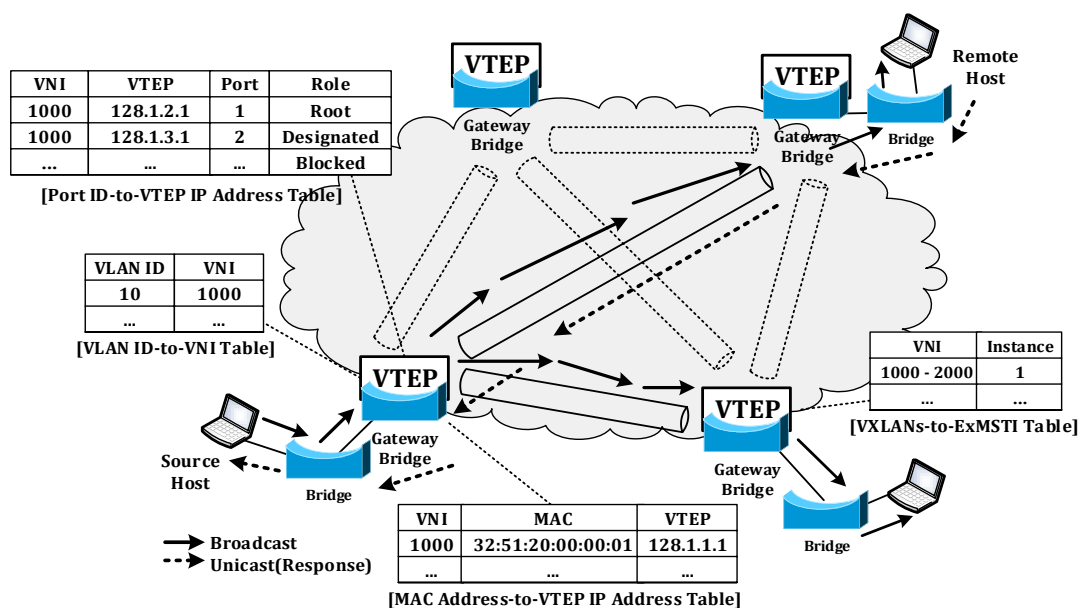 VTEP
Gateway
Bridge
VTEP
Gateway
Bridge
Bridge
Remote
Host
VNI VTEP Port Role
1000 128.1.2.1 1 Root
1000 128.1.3.1 2 Designated
... ... ... Blocked
[Port ID-to-VTEP IP Address Table]
VLAN ID VNI
10 1000
... ...
[VLAN ID-to-VNI Table]
VTEP
Gateway
Bridge
Source
Host
Bridge
VTEP
Gateway
Bridge
Bridge
VNI Instance
1000 - 2000 1
... ...
[VXLANs-to-ExMSTI Table]
VNI MAC VTEP
1000 32:51:20:00:00:01 128.1.1.1
... ... ...
[MAC Address-to-VTEP IP Address Table]
Broadcast
Unicast(Response)